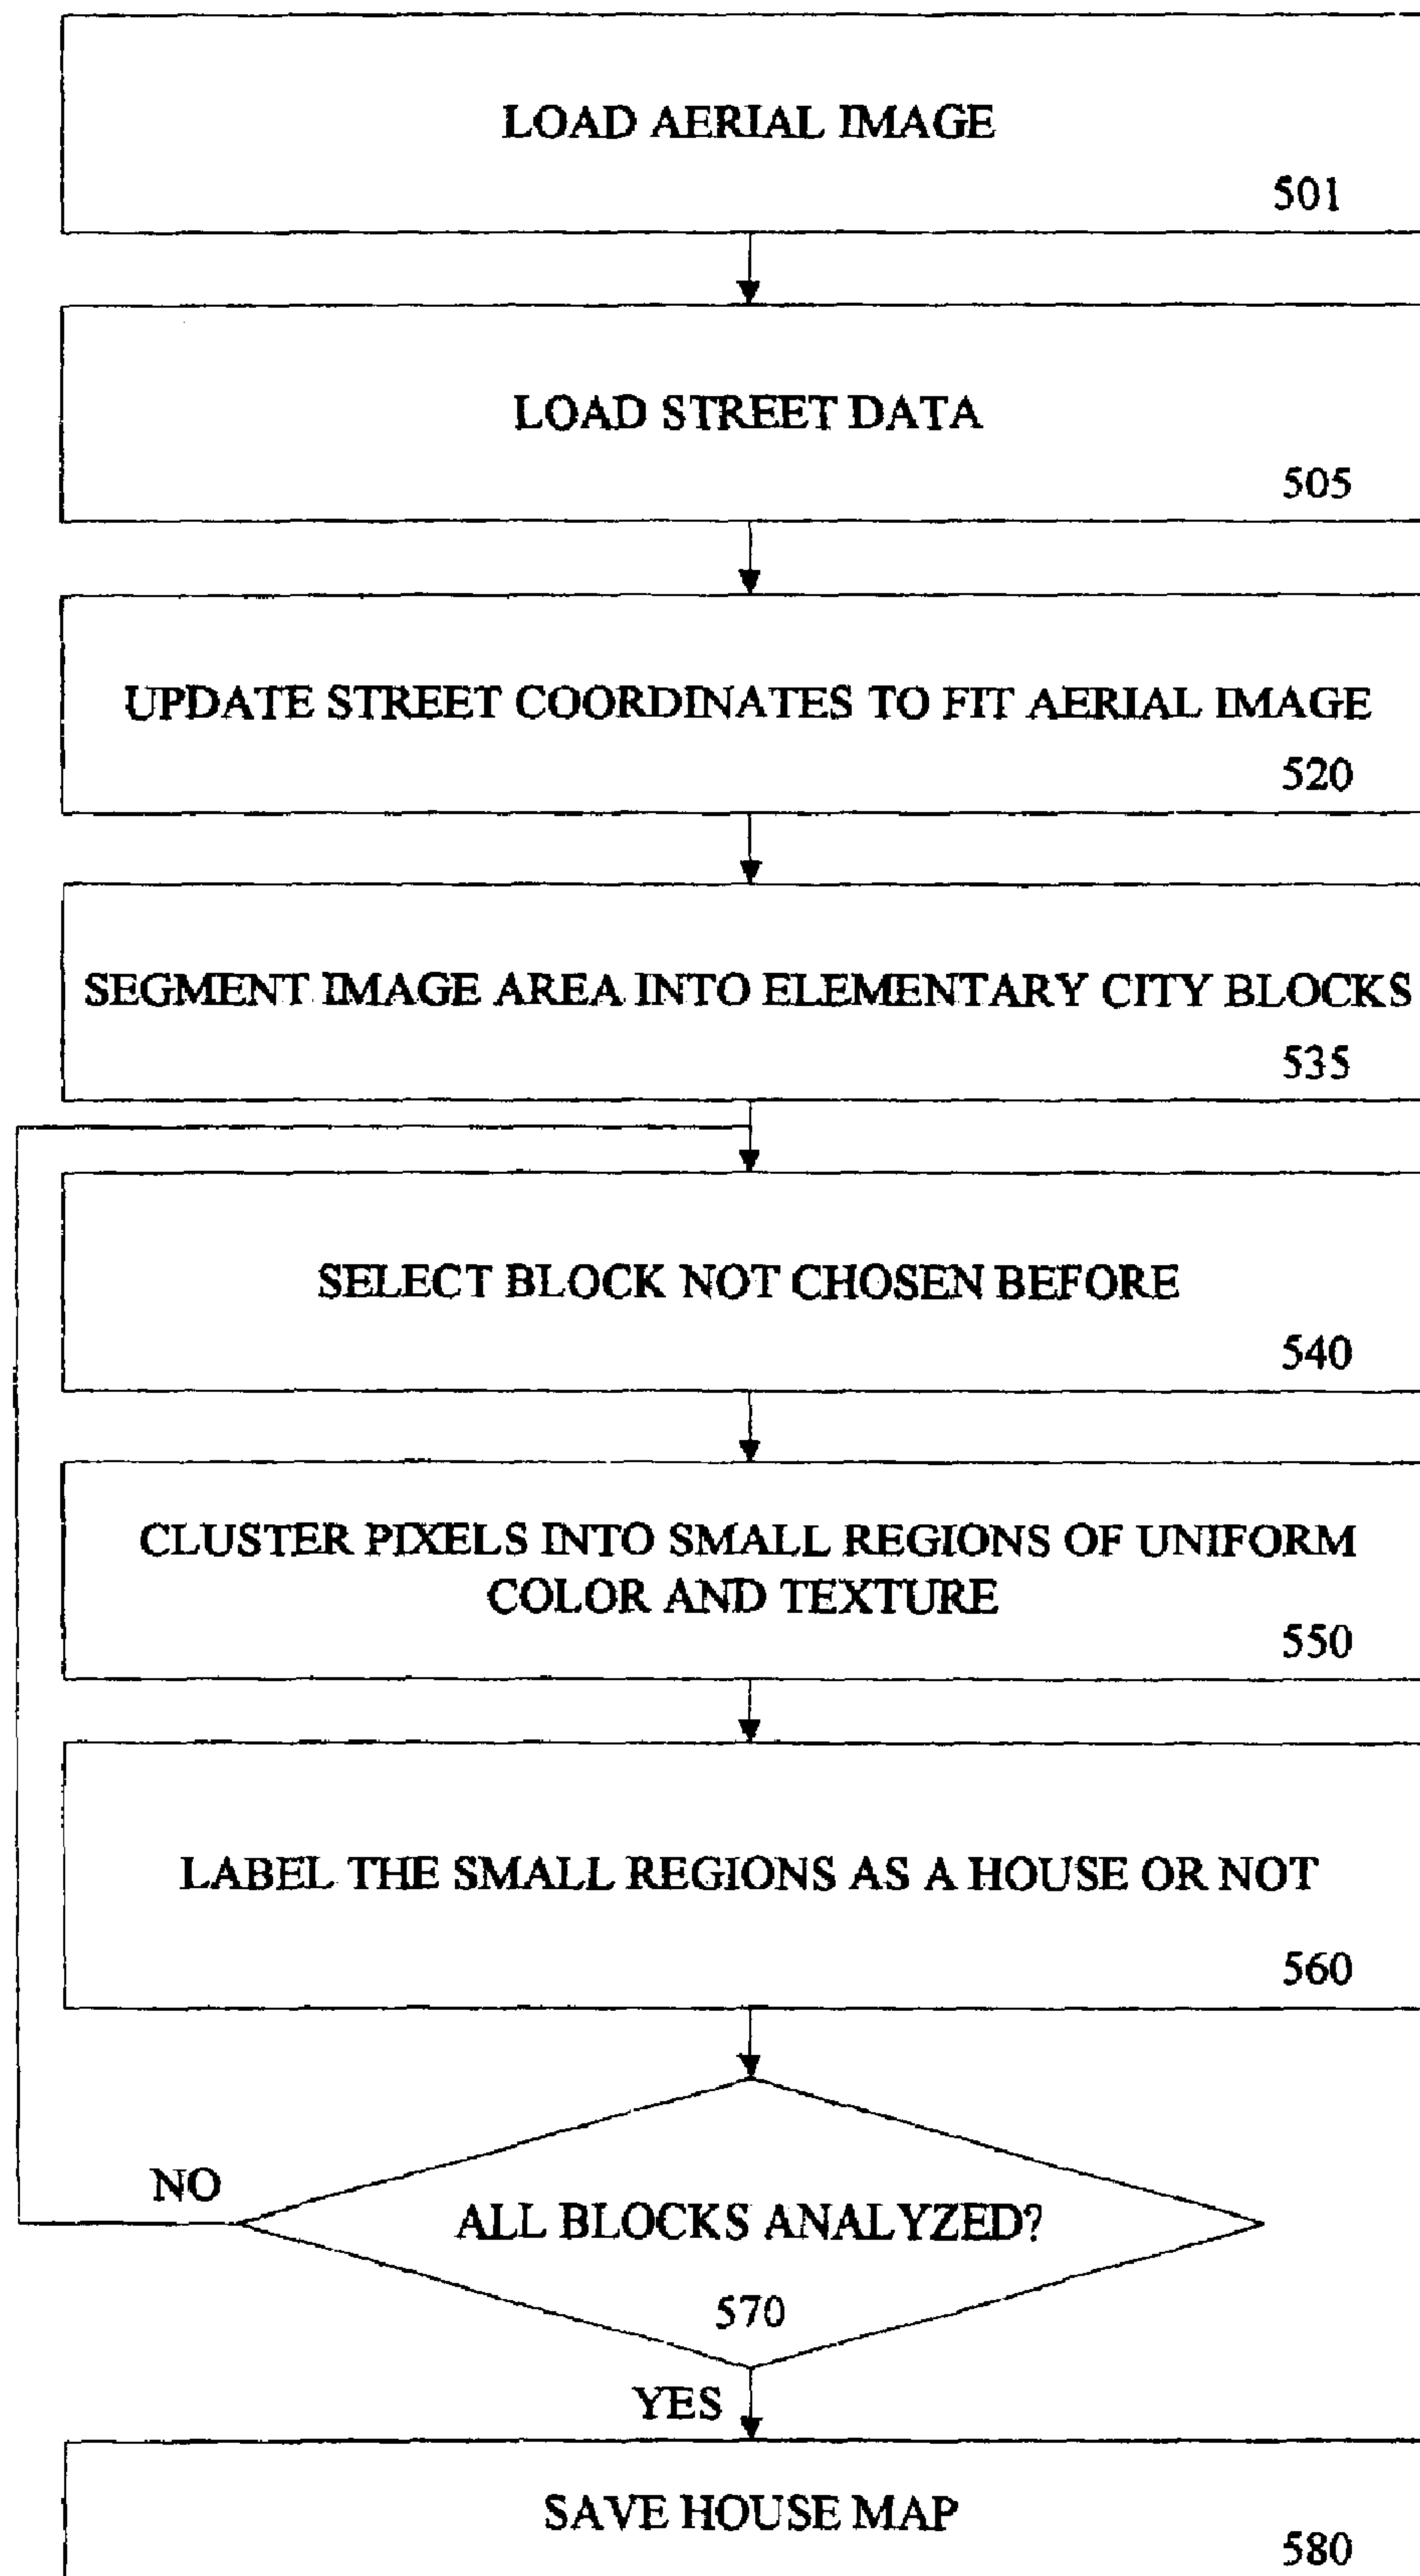 LOAD AERIAL IMAGE
501
LOAD STREET DATA
505
UPDATE STREET COORDINATES TO FIT AERIAL IMAGE
520
SEGMENT IMAGE AREA INTO ELEMENTARY CITY BLOCKS
535
SELECT BLOCK NOT CHOSEN BEFORE
540
CLUSTER PIXELS INTO SMALL REGIONS OF UNIFORM
COLOR AND TEXTURE
550
LABEL THE SMALL REGIONS AS A HOUSE OR NOT
560
NO
ALL BLOCKS ANALYZED?
570
YES
SAVE HOUSE MAP
580